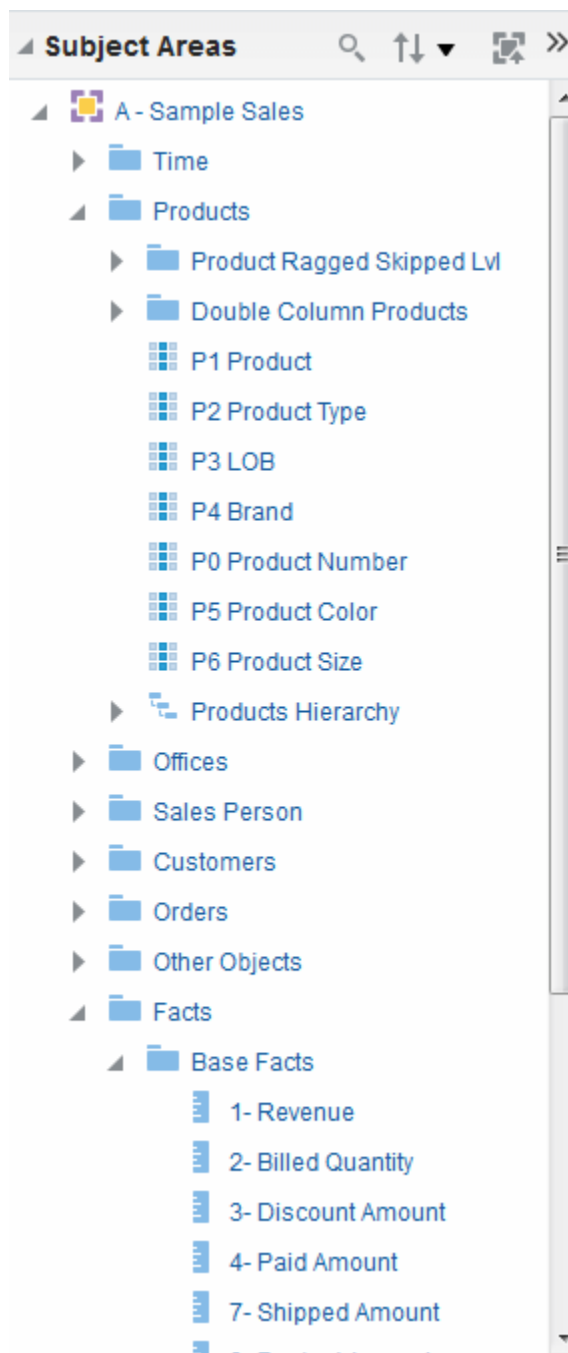 Subject Areas
A - Sample Sales
Time
Products
Product Ragged Skipped Lvl
Double Column Products
P1 Product
P2 Product Type
P3 LOB
P4 Brand
P0 Product Number
P5 Product Color
P6 Product Size
Products Hierarchy
Offices
Sales Person
Customers
Orders
Other Objects
Facts
Base Facts
1- Revenue
2- Billed Quantity
3- Discount Amount
4- Paid Amount
7- Shipped Amount